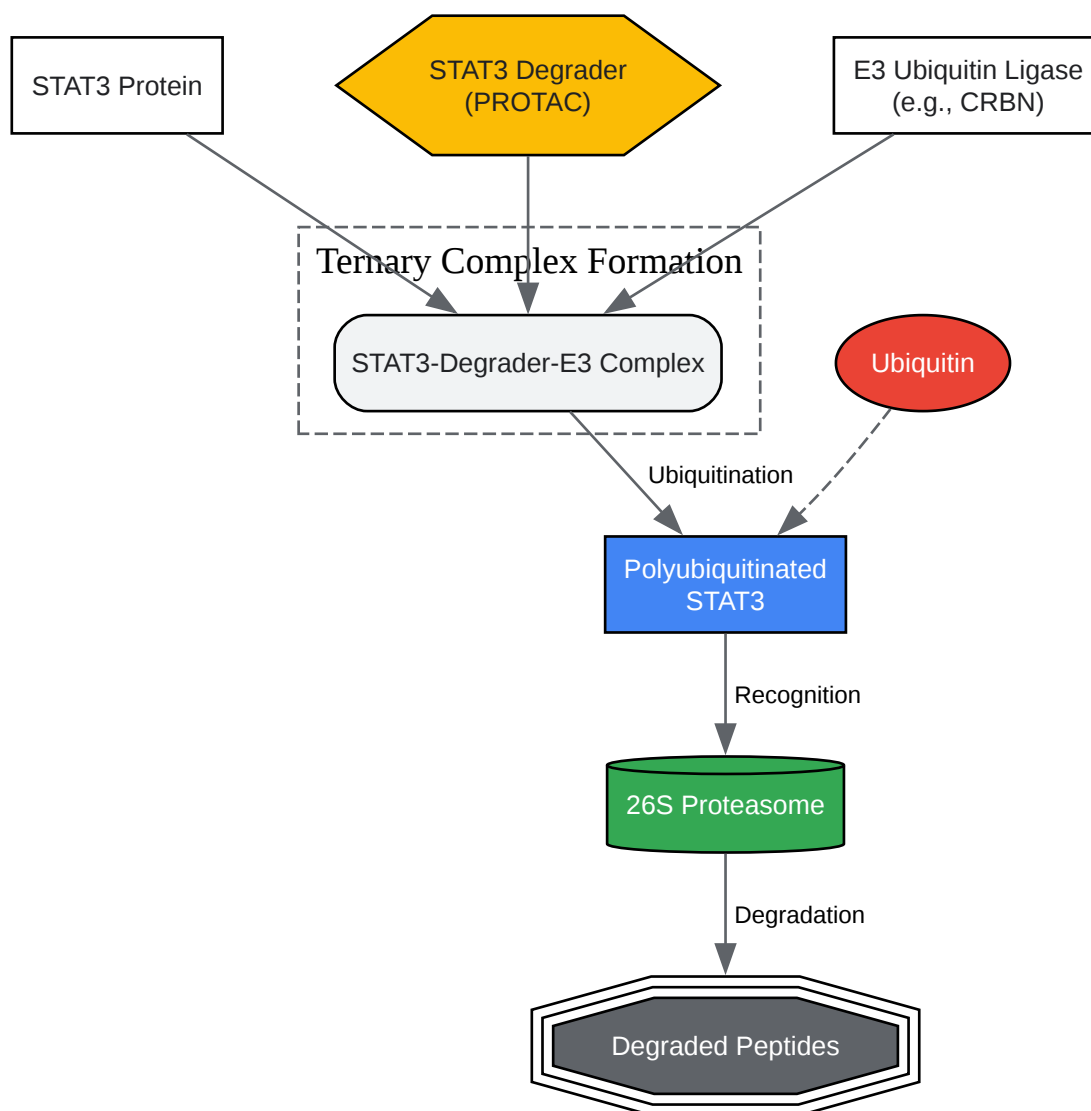 STAT3 Protein
STAT3 Degrader
(PROTAC)
E3 Ubiquitin Ligase
(e.g., CRBN)
Ternary Complex Formation
STAT3-Degrader-E3 Complex
Ubiquitin
Ubiquitination
Polyubiquitinated
STAT3
Recognition
26S Proteasome
Degradation
Degraded Peptides